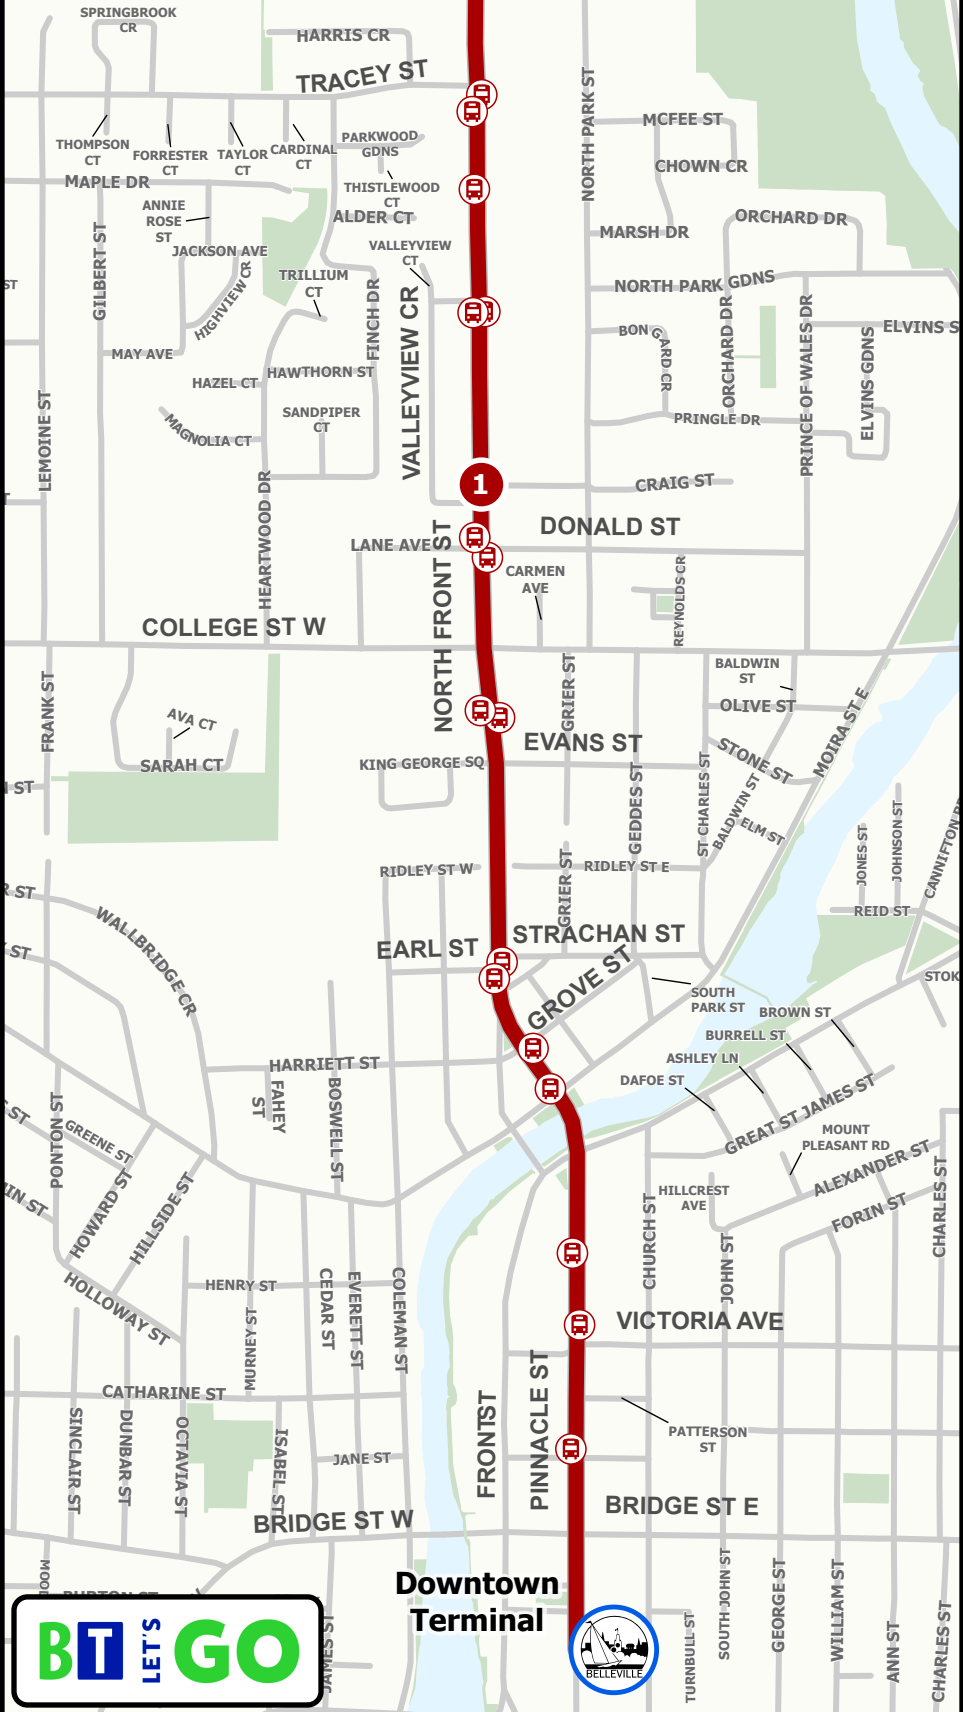 SPRINGBROOK
CR
HARRIS CR
TRACEY ST
NORTH PARK ST
MCFEE ST
THOMPSON
CT
FORRESTER
CT
TAYLOR
CT
CARDINAL
CT
PARKWOOD
GDNS
CHOWN CR
MAPLE DR
THISTLEWOOD
CT
ANNIE
ROSE
ST
ALDER CT
ORCHARD DR
MARSH DR
GILBERT ST
JACKSON AVE
VALLEYVIEW
CT
HIGHVIEW CR
TRILLIUM
CT
ST
FINCH DR
VALLEYVIEW CR
NORTH PARK GDNS
ORCHARD DR
PRINCE OF WALES DR
ELVINS S
BONGARD CR
ELVINS GDNS
MAY AVE
HAZEL CT
HAWTHORN ST
LEMOINE ST
MAGNOLIA CT
SANDPIPER
CT
PRINGLE DR
HEARTWOOD DR
1
CRAIG ST
DONALD ST
LANE AVE
NORTH FRONT ST
CARMEN
AVE
REYNOLDS CR
COLLEGE ST W
FRANK ST
GRIER ST
BALDWIN
ST
OLIVE ST
MOIRA ST E
AVA CT
SARAH CT
EVANS ST
KING GEORGE SQ
STONE ST
GEDDES ST
ST CHARLES ST
BALDWIN ST
ELM ST
ST
JONES ST
JOHNSON ST
CANNIFTON
RIDLEY ST W
GRIER ST
RIDLEY ST E
REID ST
R ST
WALLBRIDGE CR
EARL ST
STRACHAN ST
ST
GROVE ST
STOK
SOUTH
PARK ST
BROWN ST
BURRELL ST
ASHLEY LN
DAFOE ST
HARRIETT ST
FAHEY
ST
BOSWELL ST
PONTON ST
S ST
GREENE ST
GREAT ST JAMES ST
MOUNT
PLEASANT RD
ALEXANDER ST
HOWARD ST
HILLSIDE ST
IN ST
HILLCREST
AVE
CHURCH ST
FORIN ST
CHARLES ST
JOHN ST
HOLLOWAY ST
HENRY ST
CEDAR ST
EVERETT ST
COLEMAN ST
MURNEY ST
VICTORIA AVE
PINNACLE ST
FRONT ST
CATHARINE ST
SINCLAIR ST
DUNBAR ST
OCTAVIA ST
ISABEL ST
JANE ST
PATTERSON
ST
BRIDGE ST W
BRIDGE ST E
Downtown
Terminal
BURTON ST
JAMES ST
BELLEVILLE
TURNBULL ST
SOUTH JOHN ST
GEORGE ST
WILLIAM ST
ANN ST
CHARLES ST
BT LET'S GO